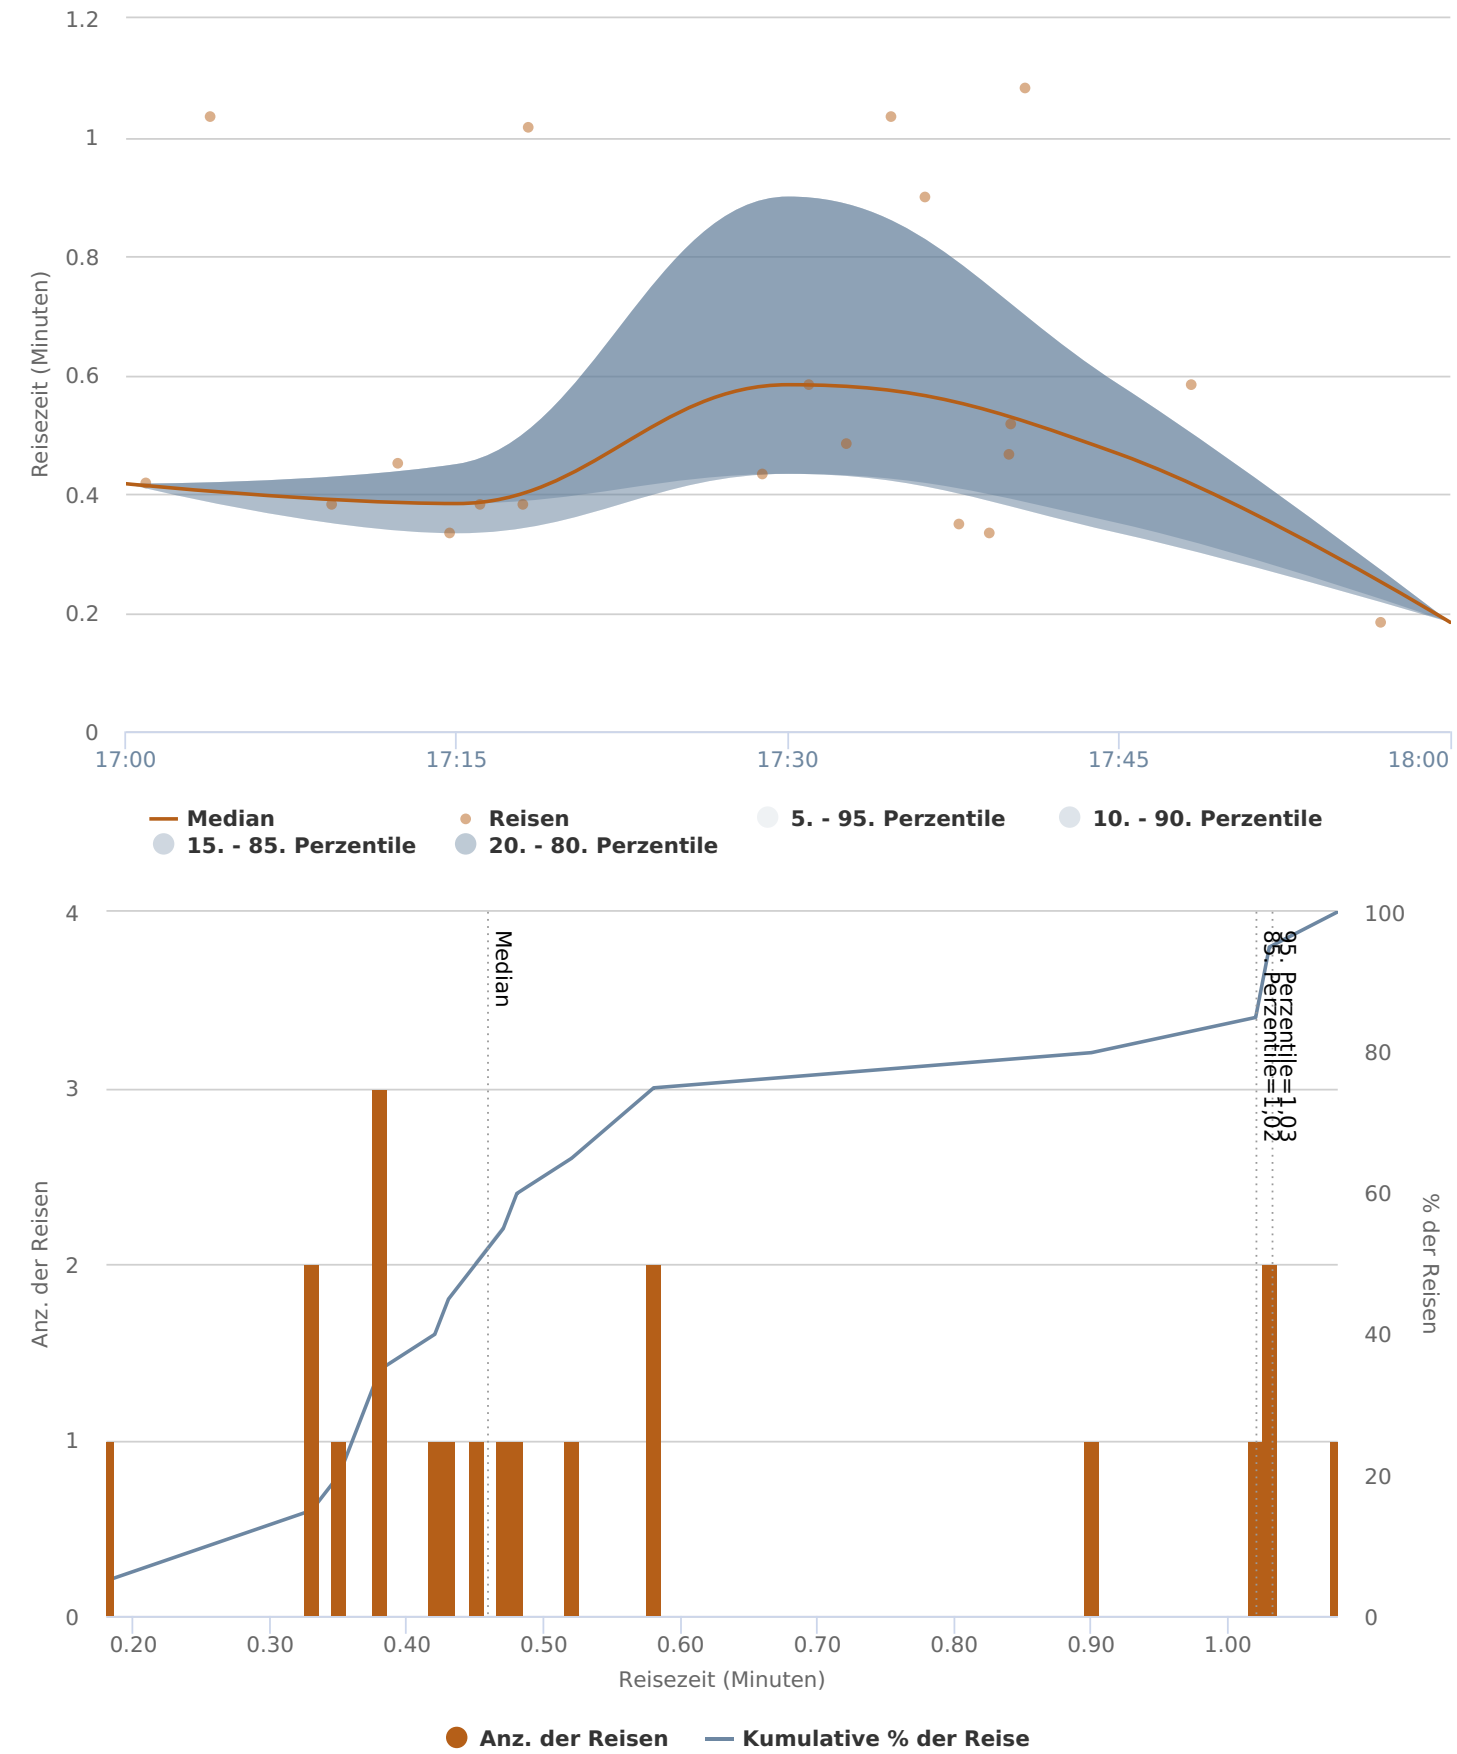 1.2
1
0.8
0.6
0.4
0.2
0
Reisezeit (Minuten)
17:00 17:15 17:30 17:45 18:00
Median Reisen 5. - 95. Perzentile 10. - 90. Perzentile
15. - 85. Perzentile 20. - 80. Perzentile
4
3
2
1
0
Anz. der Reisen
Median
85. Perzentile=1,02
95. Perzentile=1,03
100
80
60
40
20
0
% der Reisen
0.20 0.30 0.40 0.50 0.60 0.70 0.80 0.90 1.00
Reisezeit (Minuten)
Anz. der Reisen Kumulative % der Reise